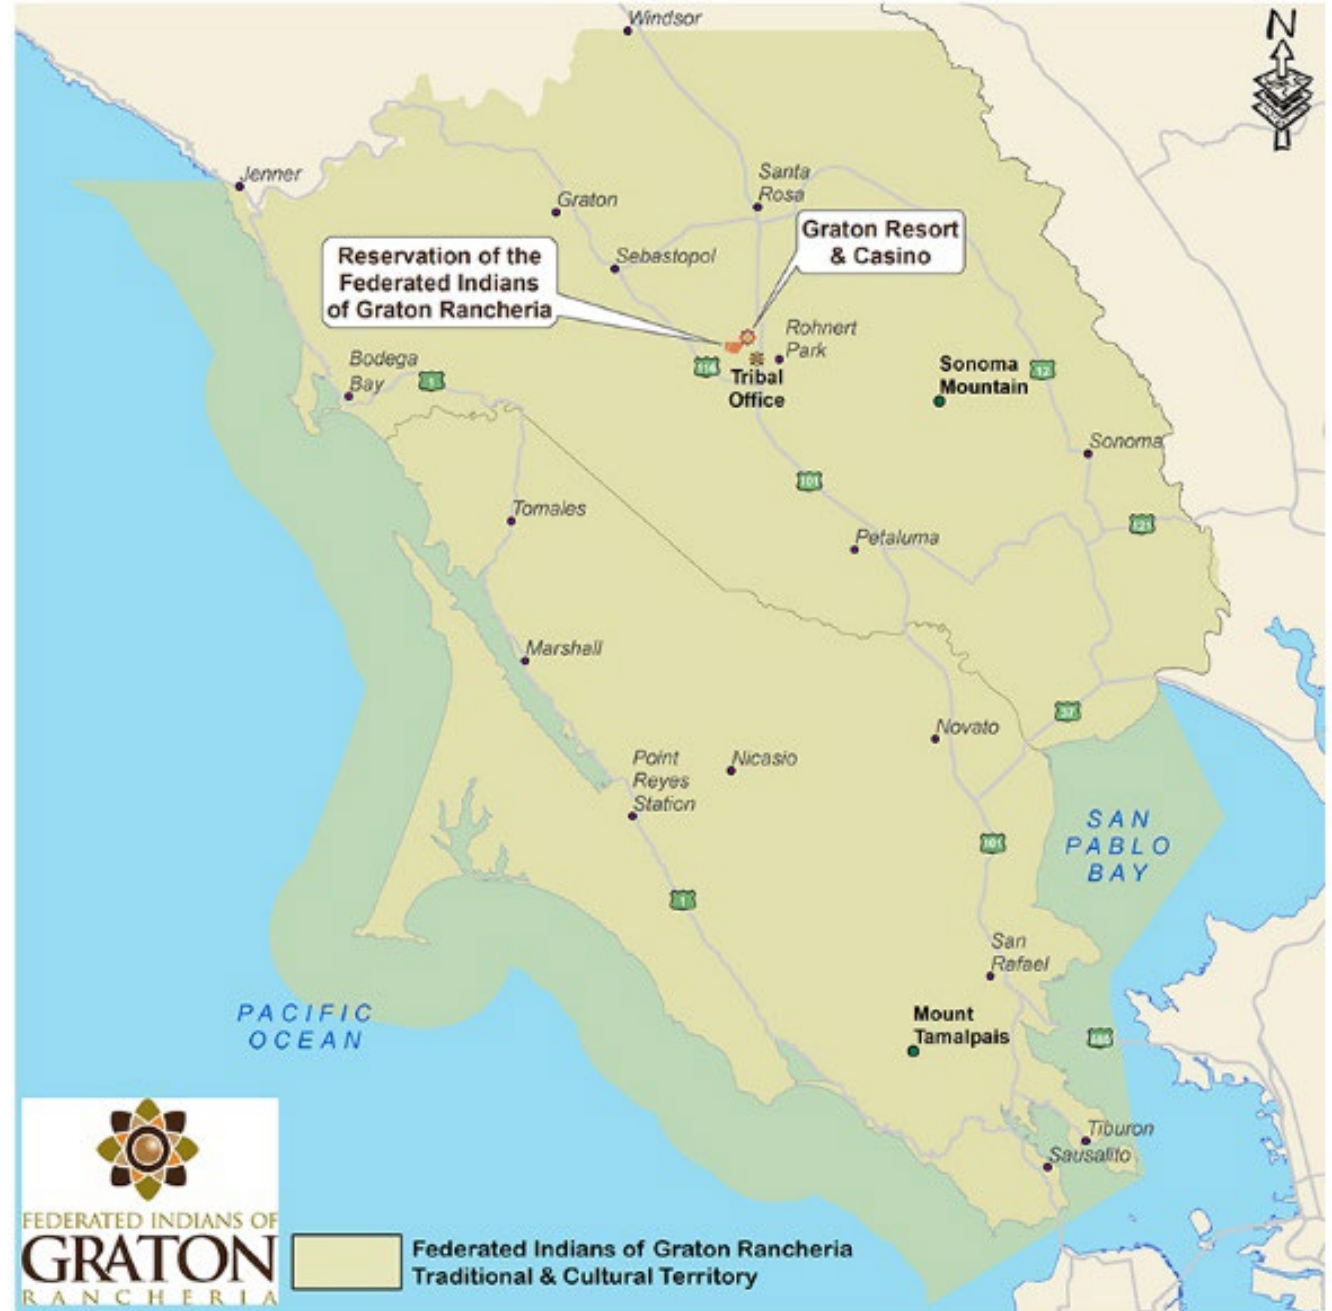 Windsor
N
Jenner
Santa
Rosa
Graton
Graton Resort
& Casino
Reservation of the
Federated Indians
of Graton Rancheria
Sebastopol
Rohnert
Park
Bodega
Bay
1
116
Tribal
Office
Sonoma
Mountain
12
Sonoma
101
Tomales
121
Petaluma
Marshall
37
Novato
Point
Reyes
Station
Nicasio
SAN
PABLO
BAY
101
1
San
Rafael
PACIFIC
OCEAN
Mount
Tamalpais
Tiburon
Sausalito
FEDERATED INDIANS OF
GRATON
RANCHERIA
Federated Indians of Graton Rancheria
Traditional & Cultural Territory